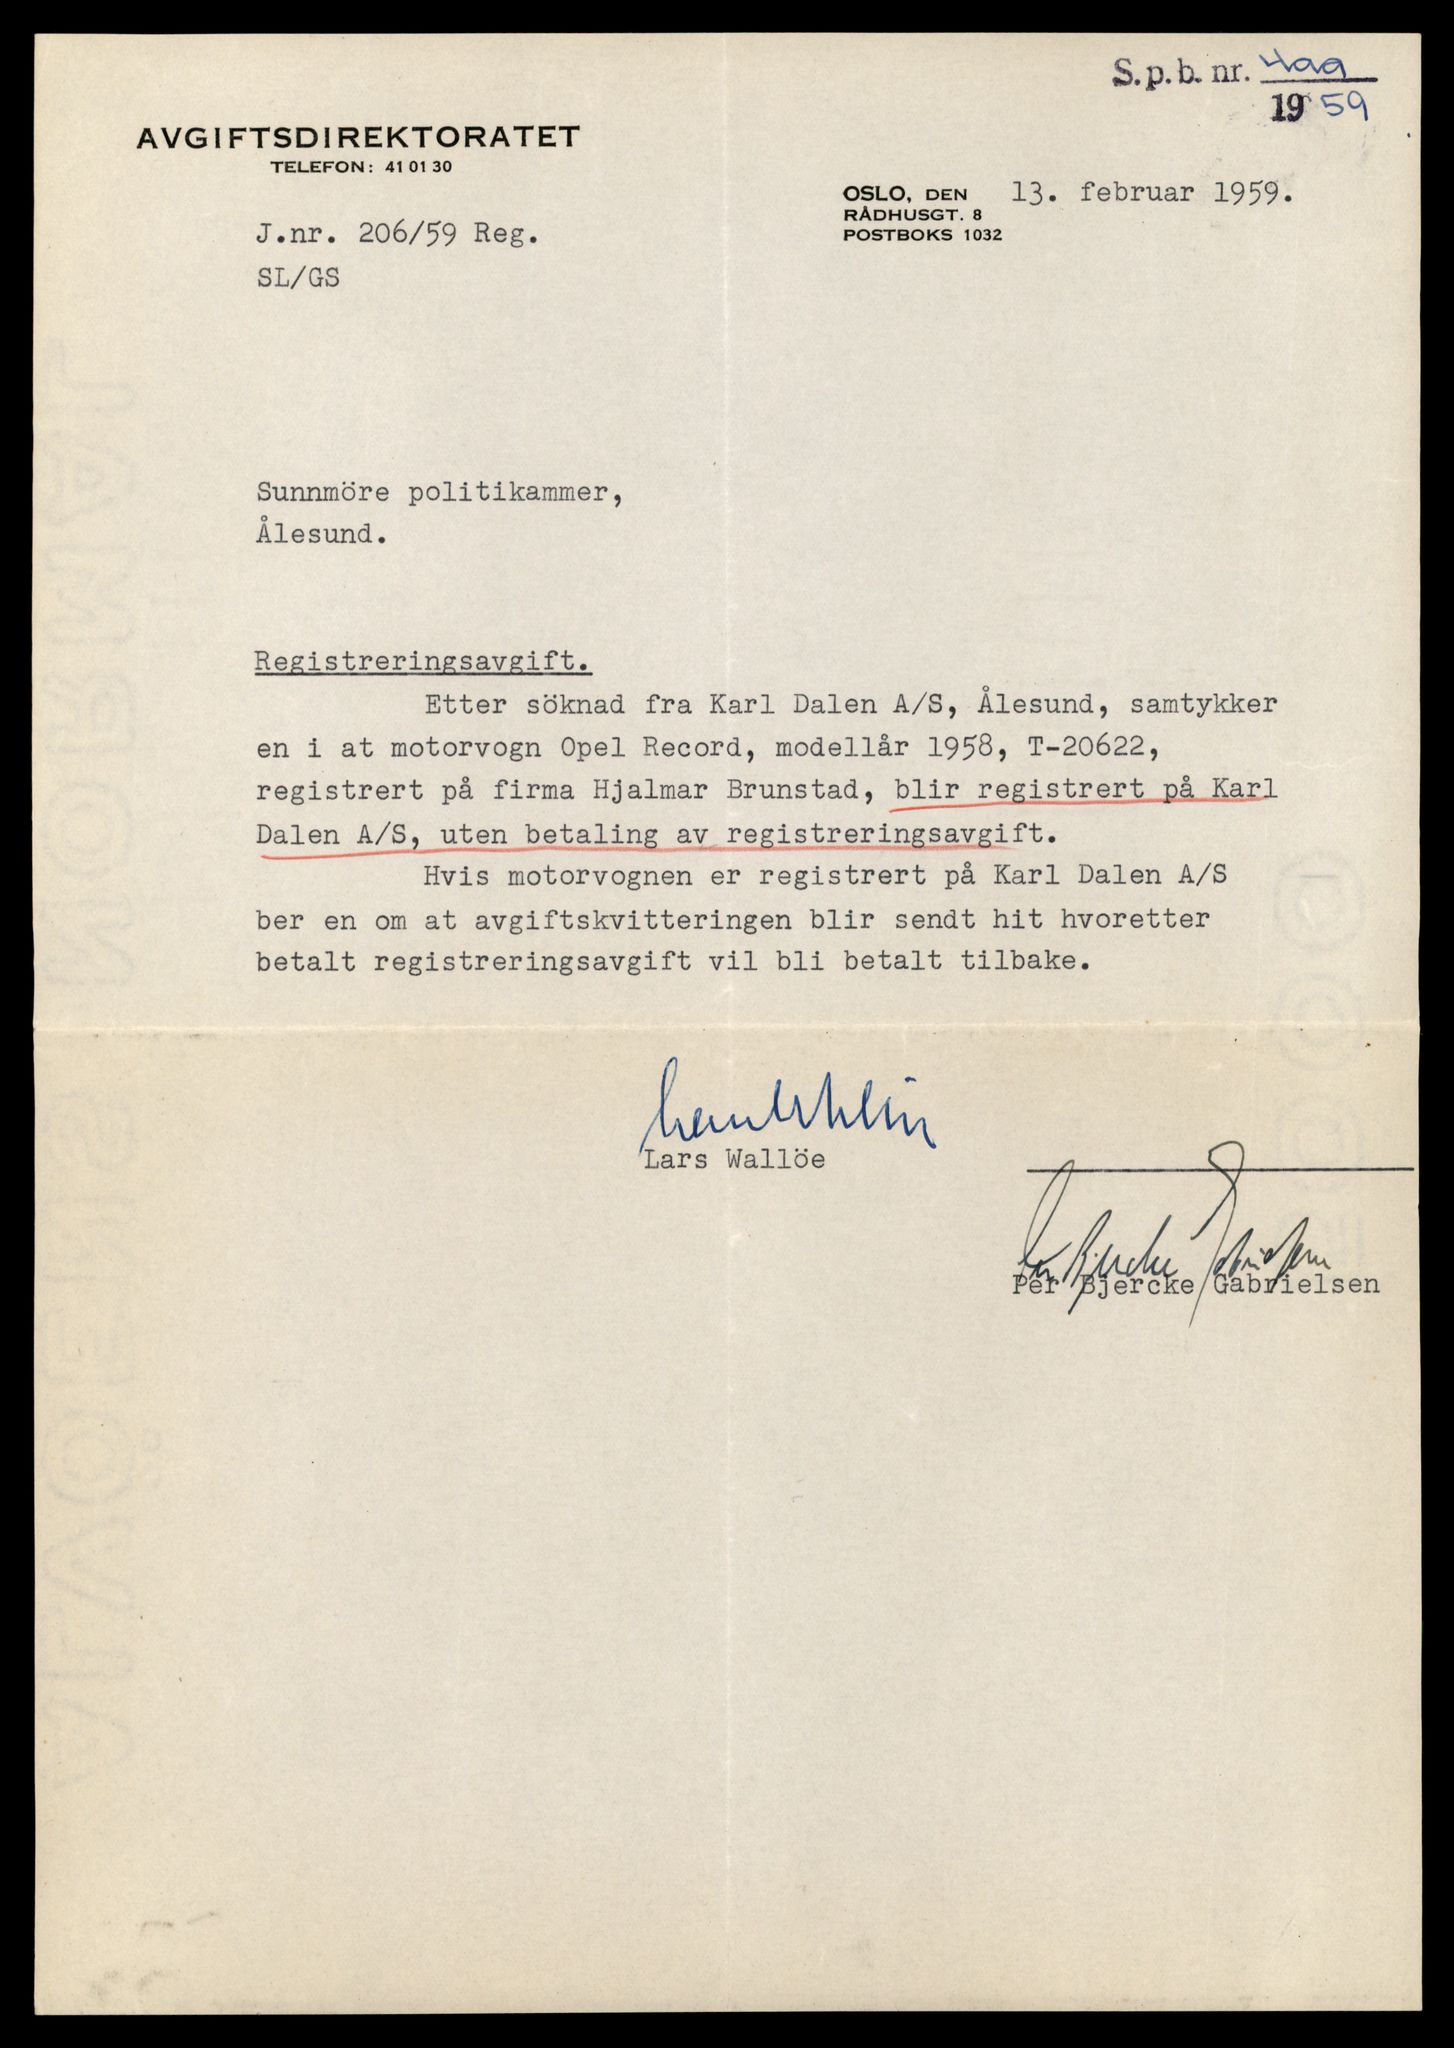 S.p.b. nr. 499
1959
AVGIFTSDIREKTORATET
TELEFON: 41 01 30
OSLO, DEN 13. februar 1959.
RÅDHUSGT. 8
POSTBOKS 1032
J.nr. 206/59 Reg.
SL/GS
Sunnmöre politikammer,
Ålesund.
Registreringsavgift.
Etter söknad fra Karl Dalen A/S, Ålesund, samtykker
en i at motorvogn Opel Record, modellår 1958, T-20622,
registrert på firma Hjalmar Brunstad, blir registrert på Karl
Dalen A/S, uten betaling av registreringsavgift.
Hvis motorvognen er registrert på Karl Dalen A/S
ber en om at avgiftskvitteringen blir sendt hit hvoretter
betalt registreringsavgift vil bli betalt tilbake.
Lars Wallöe
Per Bjercke Gabrielsen
Per Bjercke Gabrielsen